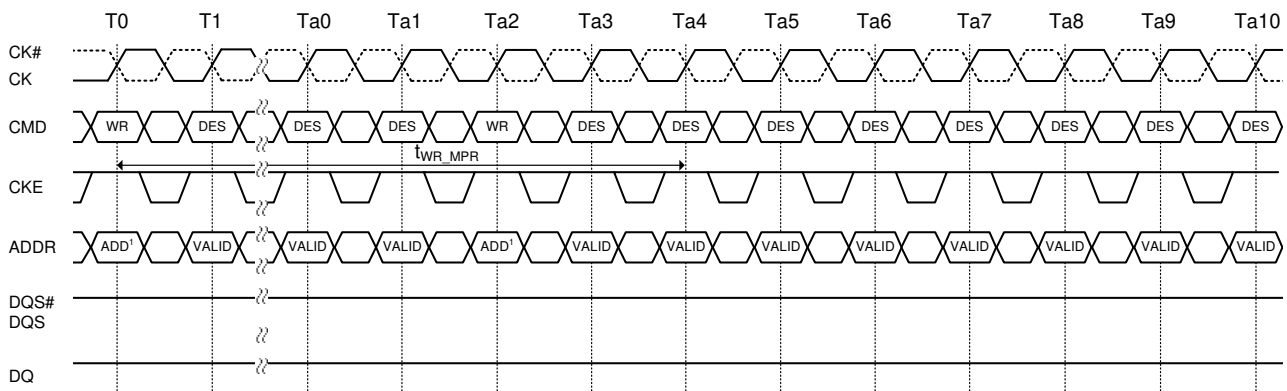 T0 T1 Ta0 Ta1 Ta2 Ta3 Ta4 Ta5 Ta6 Ta7 Ta8 Ta9 Ta10
CK#
CK
CMD WR DES DES DES WR DES DES DES DES DES DES DES DES
tWR_MPR
CKE
ADDR ADD¹ VALID VALID VALID ADD¹ VALID VALID VALID VALID VALID VALID VALID VALID
DQS#
DQS
DQ